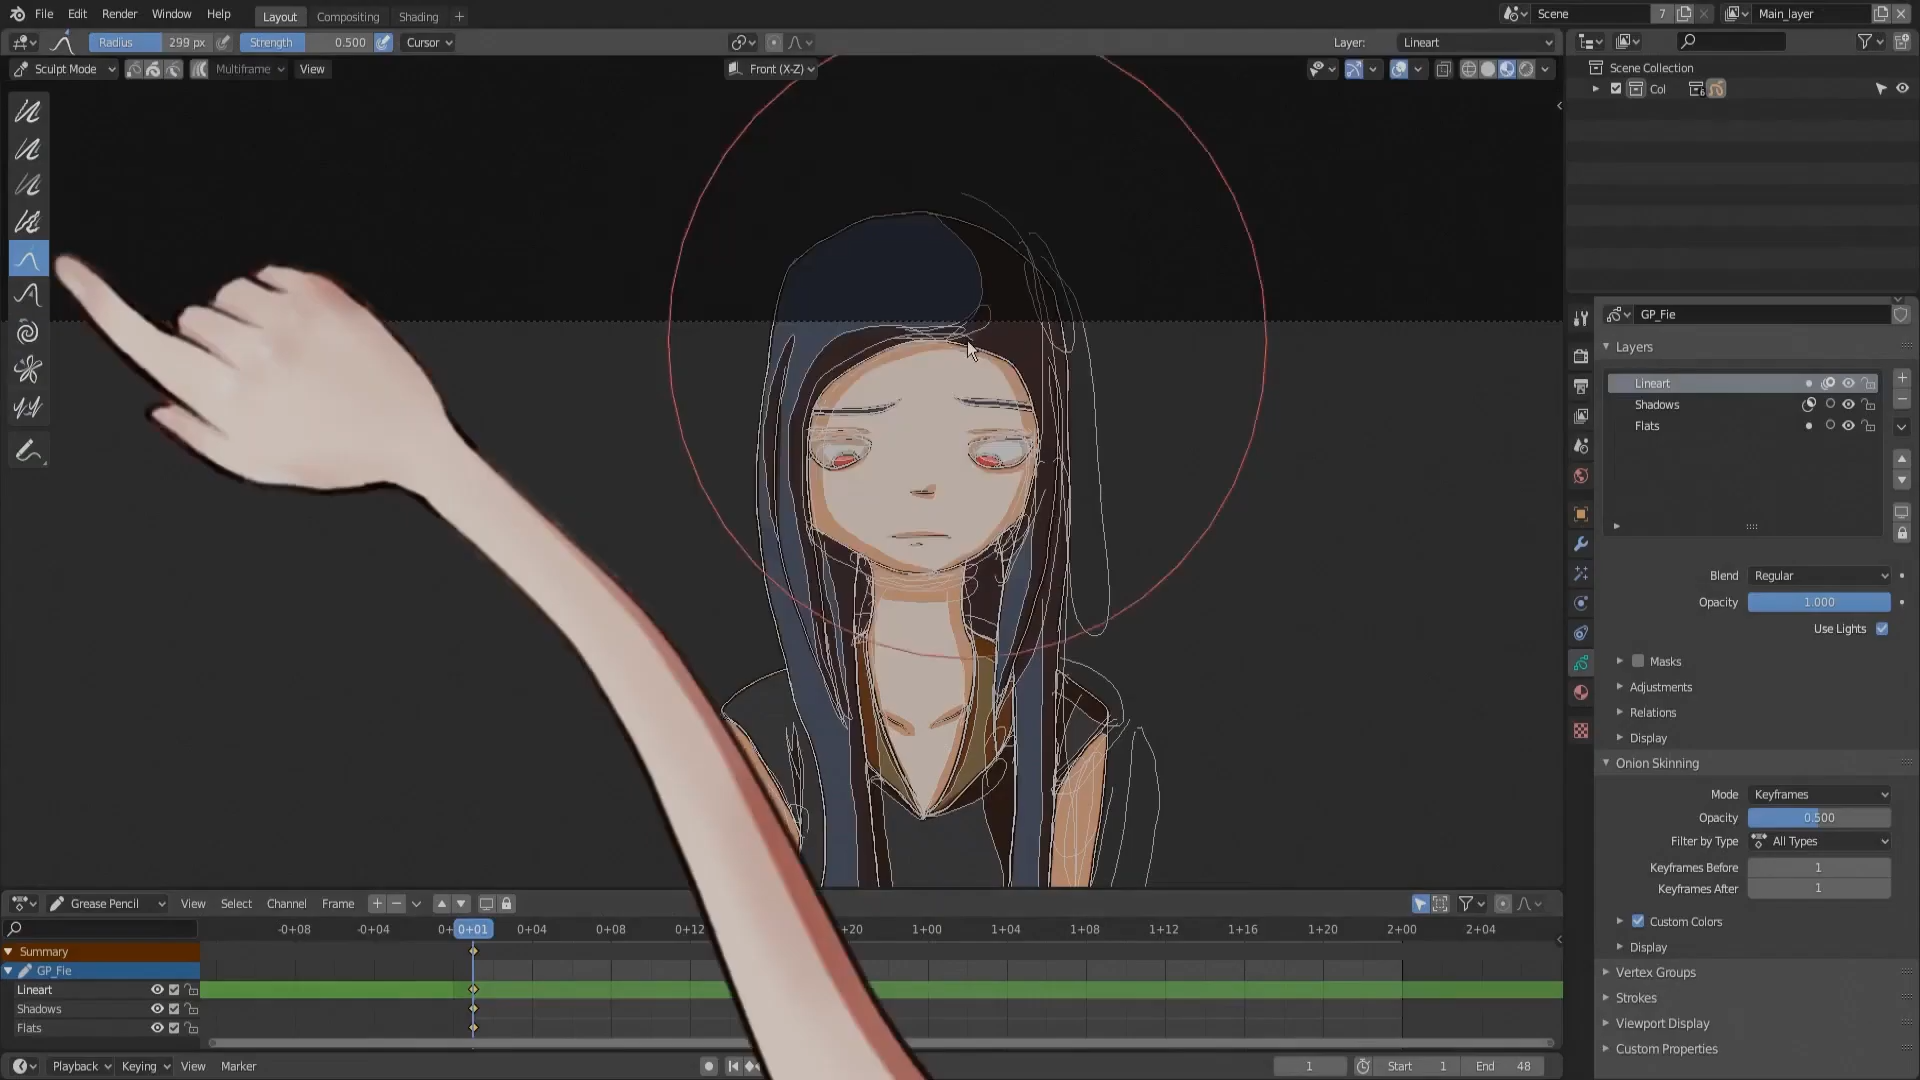 File Edit Render Window Help Layout Compositing Shading + Scene 7 Main_layer
Radius 299 px Strength 0.500 Cursor Layer: Lineart
Sculpt Mode Multiframe View Front (X-Z)
Scene Collection
Col
GP_Fie
Layers
Lineart
Shadows
Flats
Blend Regular
Opacity 1.000
Use Lights
Masks
Adjustments
Relations
Display
Onion Skinning
Mode Keyframes
Opacity 0.500
Filter by Type All Types
Keyframes Before 1
Keyframes After 1
Custom Colors
Display
Vertex Groups
Strokes
Viewport Display
Custom Properties
Grease Pencil View Select Channel Frame
-0+08 -0+04 0+01 0+04 0+08 0+12 +20 1+00 1+04 1+08 1+12 1+16 1+20 2+00 2+04
Summary
GP_Fie
Lineart
Shadows
Flats
Playback Keying View Marker 1 Start 1 End 48